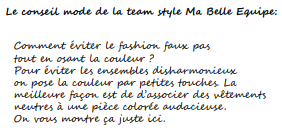 Le conseil mode de la team style Ma Belle Equipe:
Comment éviter le fashion faux pas
tout en osant la couleur ?
Pour éviter les ensembles disharmonieux
on pose la couleur par petites touches. La
meilleure façon est de d'associer des vêtements
neutres à une pièce colorée audacieuse.
On vous montre ça juste ici.